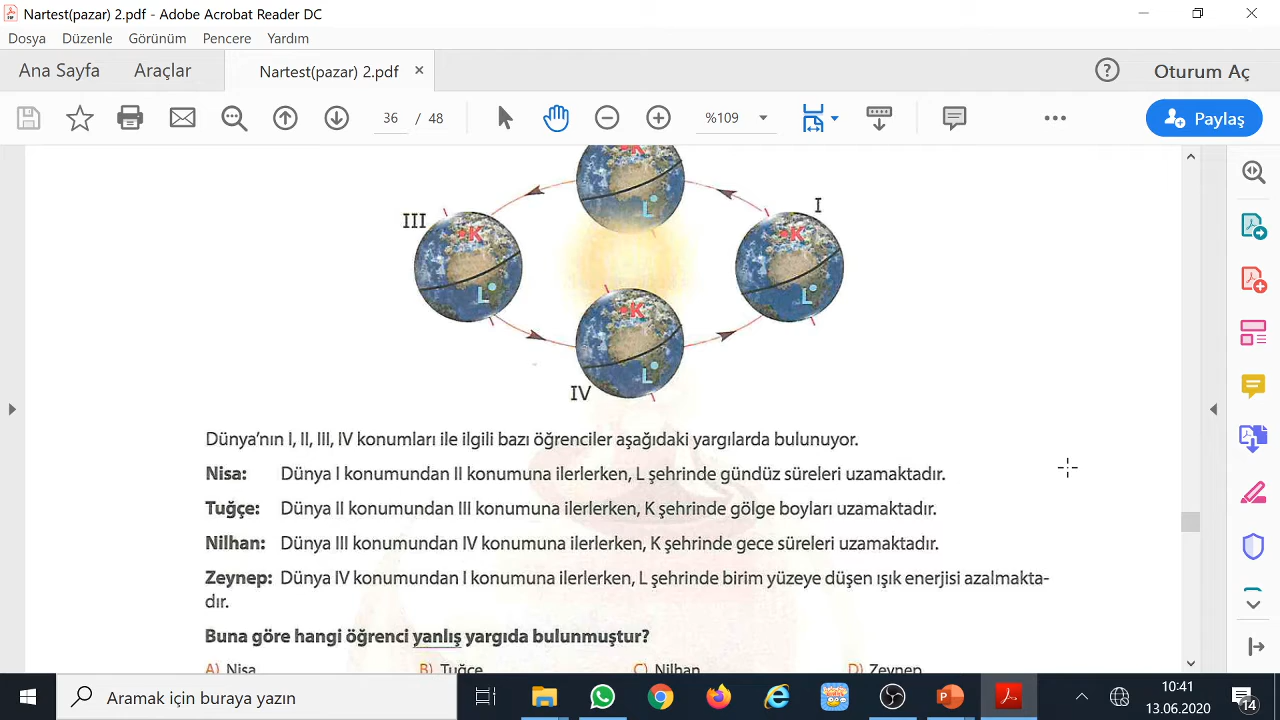 Nartest(pazar) 2.pdf - Adobe Acrobat Reader DC
Dosya Düzenle Görünüm Pencere Yardım
Ana Sayfa Araçlar Nartest(pazar) 2.pdf × Oturum Aç
36 / 48 %109 Paylaş
K
L
I
III
K
L
K
L
K
L
IV
Dünya'nın I, II, III, IV konumları ile ilgili bazı öğrenciler aşağıdaki yargılarda bulunuyor.
Nisa: Dünya I konumundan II konumuna ilerlerken, L şehrinde gündüz süreleri uzamaktadır.
Tuğçe: Dünya II konumundan III konumuna ilerlerken, K şehrinde gölge boyları uzamaktadır.
Nilhan: Dünya III konumundan IV konumuna ilerlerken, K şehrinde gece süreleri uzamaktadır.
Zeynep: Dünya IV konumundan I konumuna ilerlerken, L şehrinde birim yüzeye düşen ışık enerjisi azalmakta-
dır.
Buna göre hangi öğrenci yanlış yargıda bulunmuştur?
A) Nisa B) Tuğçe C) Nilhan D) Zeynep
Aramak için buraya yazın
10:41
13.06.2020
14